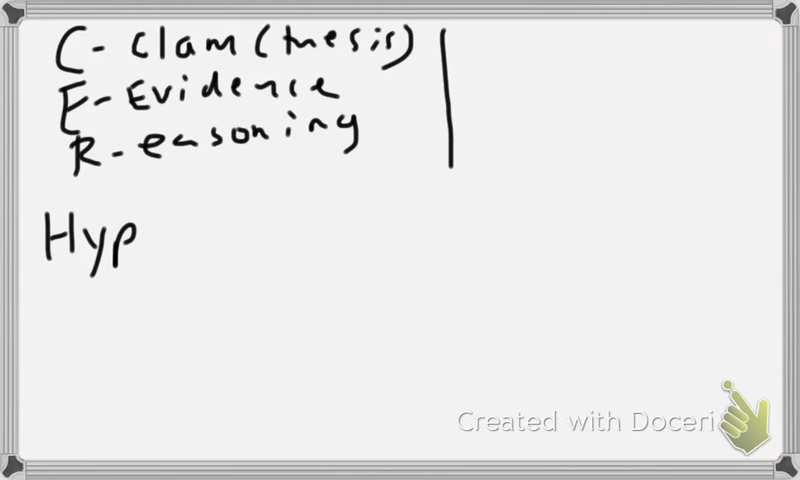 C- Clam (thesis)
E- Evidence
R- easoning
Hyp
Created with Doceri